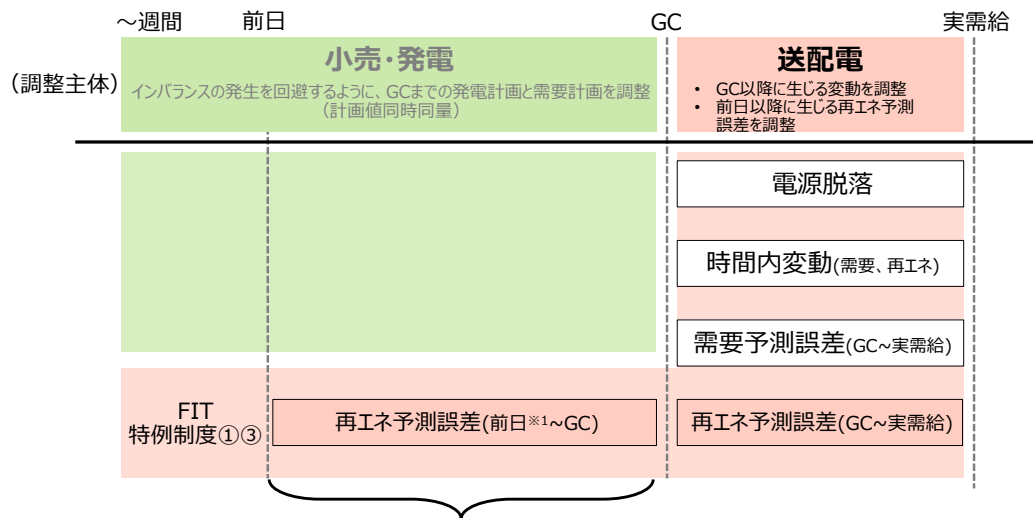 ～週間
前日
GC
実需給
(調整主体)
小売・発電
インバランスの発生を回避するように、GCまでの発電計画と需要計画を調整
(計画値同時同量)
送配電
• GC以降に生じる変動を調整
• 前日以降に生じる再エネ予測
誤差を調整
電源脱落
時間内変動(需要、再エネ)
需要予測誤差(GC~実需給)
FIT
特例制度①③
再エネ予測誤差(前日※1~GC)
再エネ予測誤差(GC~実需給)